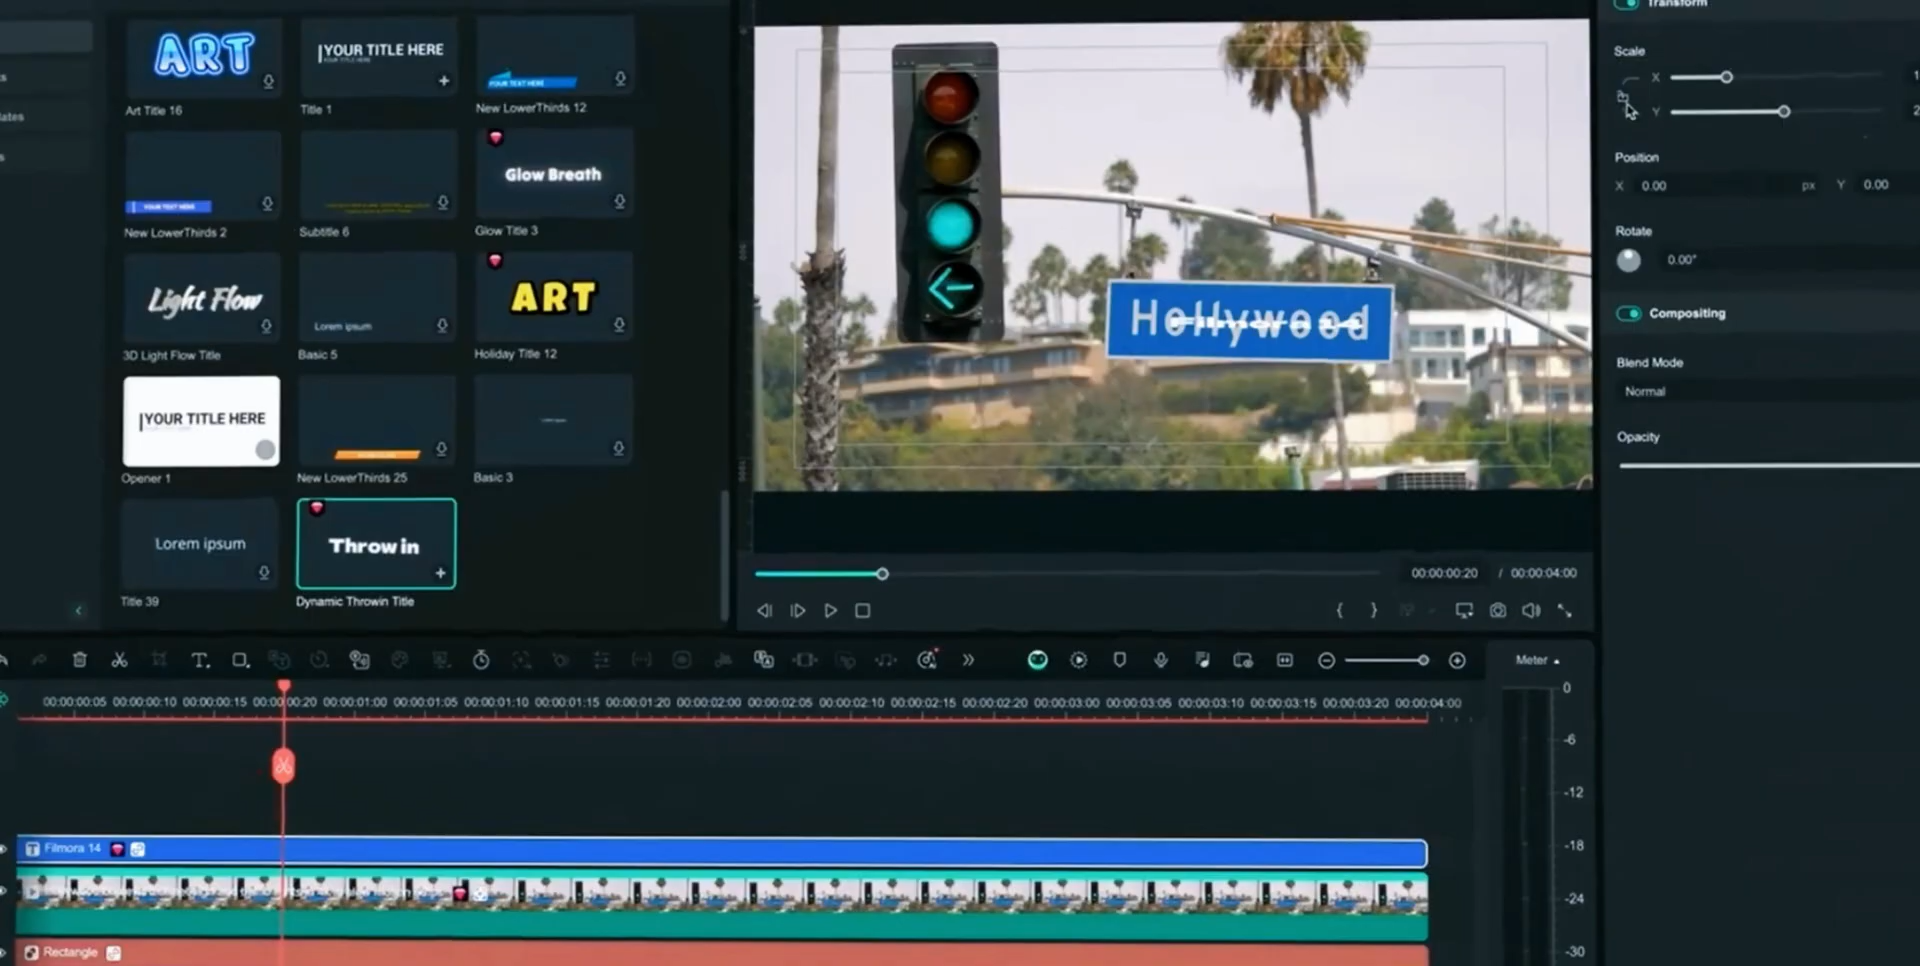 Transform
ART
YOUR TITLE HERE
YOUR TEXT HERE
Art Title 16
Title 1
New LowerThirds 12
Scale
X
Y
lates
YOUR TEXT HERE
Glow Breath
New LowerThirds 2
Subtitle 6
Glow Title 3
Position
X 0.00 px Y 0.00
Rotate
0.00°
Light Flow
Lorem ipsum
ART
3D Light Flow Title
Basic 5
Holiday Title 12
Hollywood
Compositing
Blend Mode
Normal
Opacity
YOUR TITLE HERE
Opener 1
New LowerThirds 25
Basic 3
Lorem ipsum
Throw in
Title 39
Dynamic Throwin Title
00:00:00:20 / 00:00:04:00
Meter
00:00:00:05 00:00:00:10 00:00:00:15 00:00:00:20 00:00:01:00 00:00:01:05 00:00:01:10 00:00:01:15 00:00:01:20 00:00:02:00 00:00:02:05 00:00:02:10 00:00:02:15 00:00:02:20 00:00:03:00 00:00:03:05 00:00:03:10 00:00:03:15 00:00:03:20 00:00:04:00
0
-6
-12
-18
-24
-30
Filmora 14
Rectangle